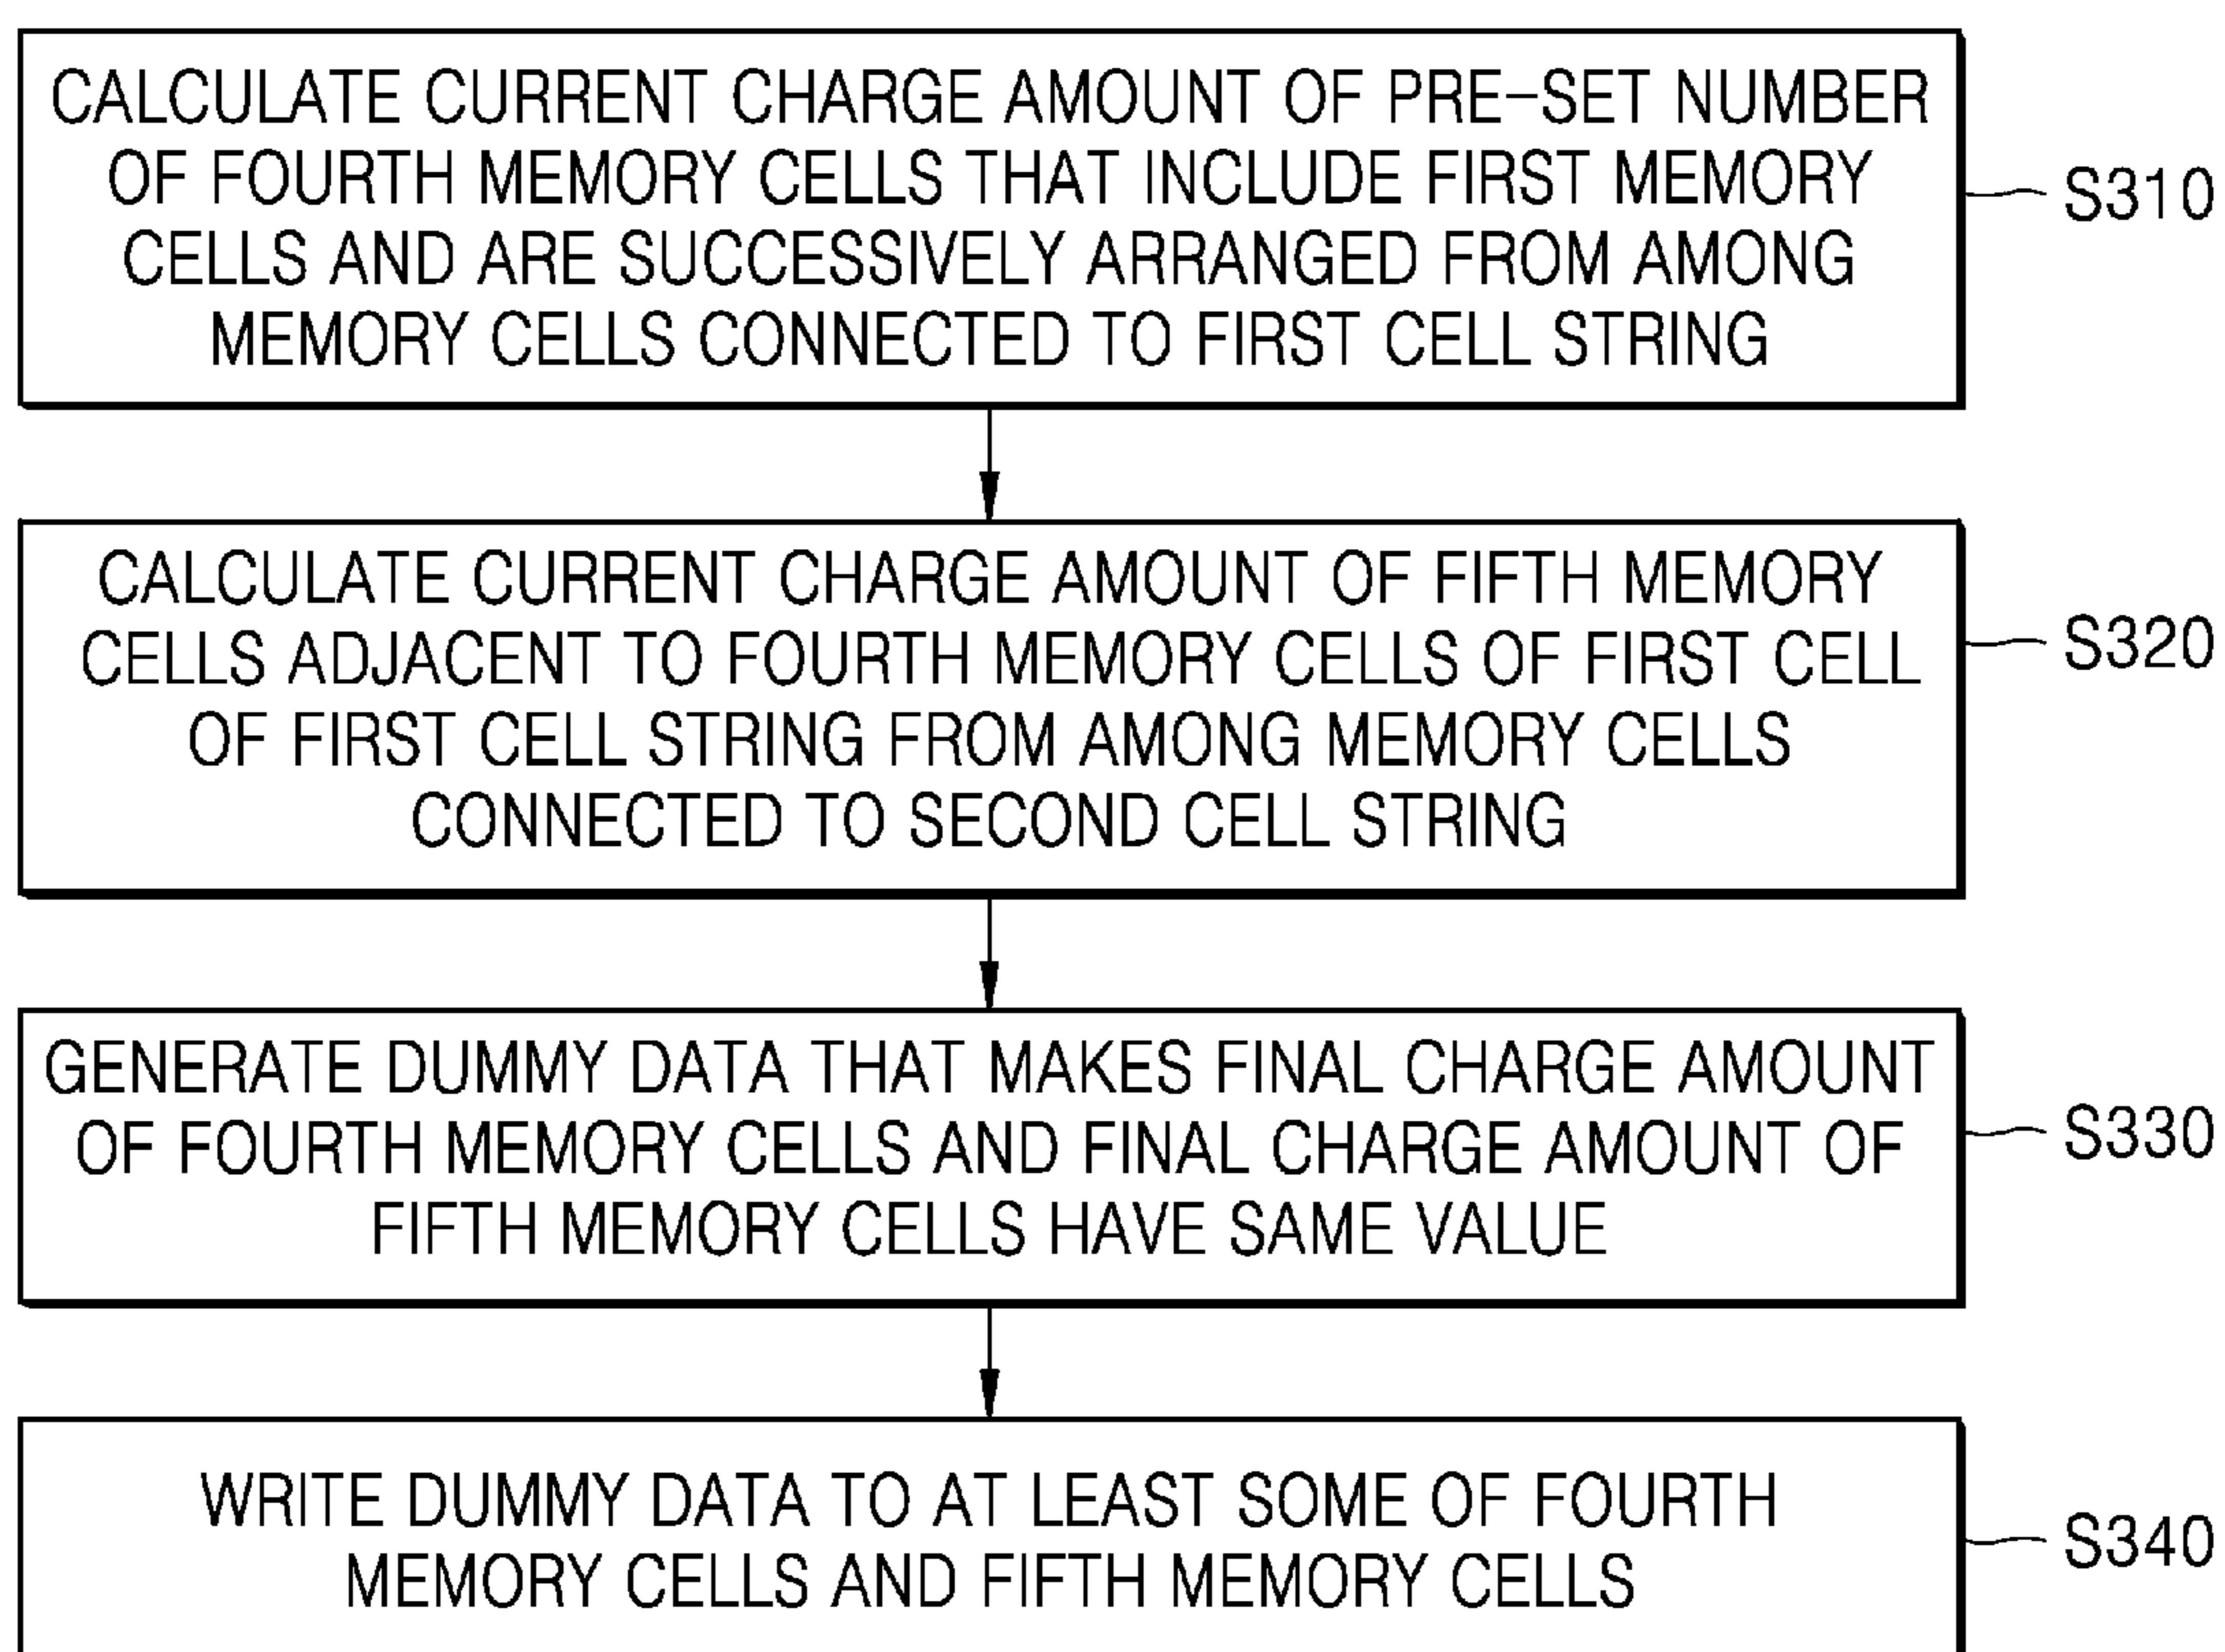 CALCULATE CURRENT CHARGE AMOUNT OF PRE-SET NUMBER
OF FOURTH MEMORY CELLS THAT INCLUDE FIRST MEMORY
CELLS AND ARE SUCCESSIVELY ARRANGED FROM AMONG
MEMORY CELLS CONNECTED TO FIRST CELL STRING
S310
CALCULATE CURRENT CHARGE AMOUNT OF FIFTH MEMORY
CELLS ADJACENT TO FOURTH MEMORY CELLS OF FIRST CELL
OF FIRST CELL STRING FROM AMONG MEMORY CELLS
CONNECTED TO SECOND CELL STRING
S320
GENERATE DUMMY DATA THAT MAKES FINAL CHARGE AMOUNT
OF FOURTH MEMORY CELLS AND FINAL CHARGE AMOUNT OF
FIFTH MEMORY CELLS HAVE SAME VALUE
S330
WRITE DUMMY DATA TO AT LEAST SOME OF FOURTH
MEMORY CELLS AND FIFTH MEMORY CELLS
S340